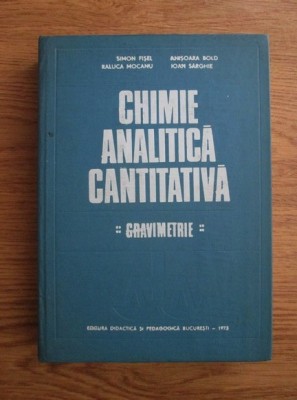 SIMON FIȘEL ANIȘOARA BOLD
RALUCA MOCANU IOAN SÂRGHIE
CHIMIE
ANALITICĂ
CANTITATIVĂ
:: GRAVIMETRIE ::
EDITURA DIDACTICĂ ȘI PEDAGOGICĂ BUCUREȘTI - 1973